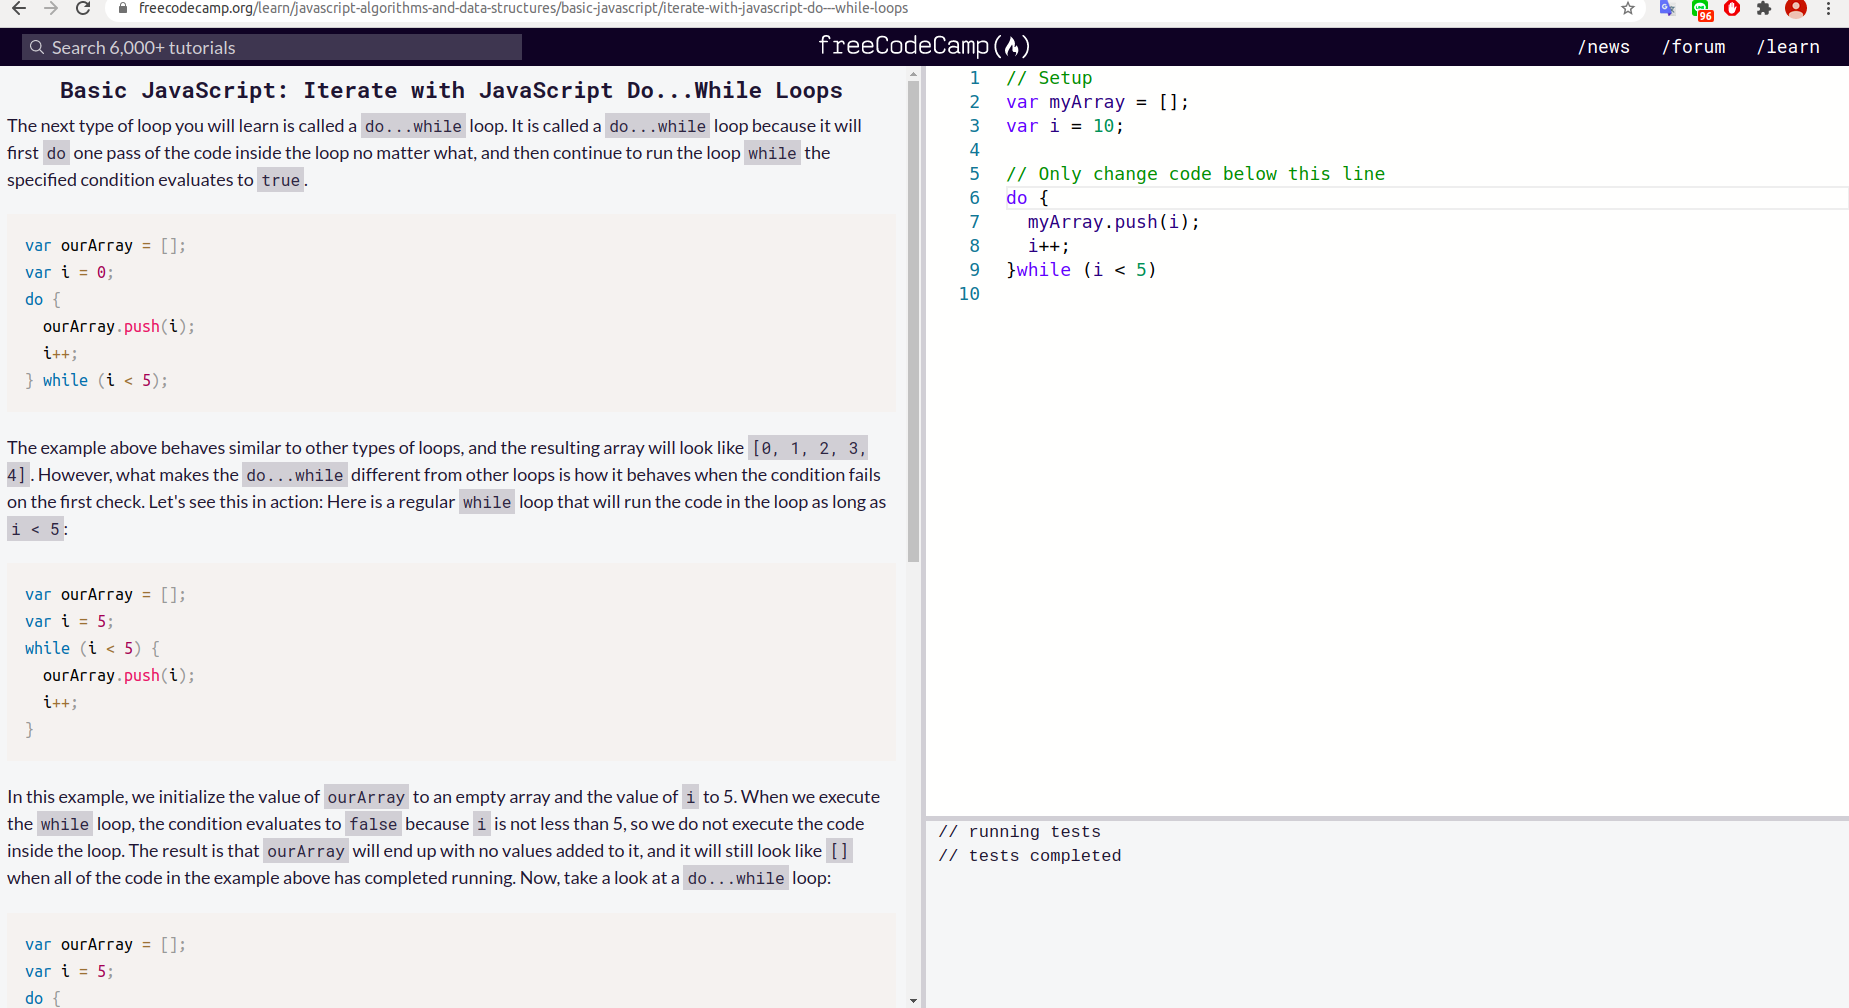 freecodecamp.org/learn/javascript-algorithms-and-data-structures/basic-javascript/iterate-with-javascript-do---while-loops
96
Search 6,000+ tutorials
freeCodeCamp
/news
/forum
/learn
Basic JavaScript: Iterate with JavaScript Do...While Loops
The next type of loop you will learn is called a do...while loop. It is called a do...while loop because it will
first do one pass of the code inside the loop no matter what, and then continue to run the loop while the
specified condition evaluates to true.
var ourArray = [];
var i = 0;
do {
  ourArray.push(i);
  i++;
} while (i < 5);
The example above behaves similar to other types of loops, and the resulting array will look like [0, 1, 2, 3,
4]. However, what makes the do...while different from other loops is how it behaves when the condition fails
on the first check. Let's see this in action: Here is a regular while loop that will run the code in the loop as long as
i < 5:
var ourArray = [];
var i = 5;
while (i < 5) {
  ourArray.push(i);
  i++;
}
In this example, we initialize the value of ourArray to an empty array and the value of i to 5. When we execute
the while loop, the condition evaluates to false because i is not less than 5, so we do not execute the code
inside the loop. The result is that ourArray will end up with no values added to it, and it will still look like []
when all of the code in the example above has completed running. Now, take a look at a do...while loop:
var ourArray = [];
var i = 5;
do {
1 // Setup
2 var myArray = [];
3 var i = 10;
4
5 // Only change code below this line
6 do {
7   myArray.push(i);
8   i++;
9 }while (i < 5)
10
// running tests
// tests completed